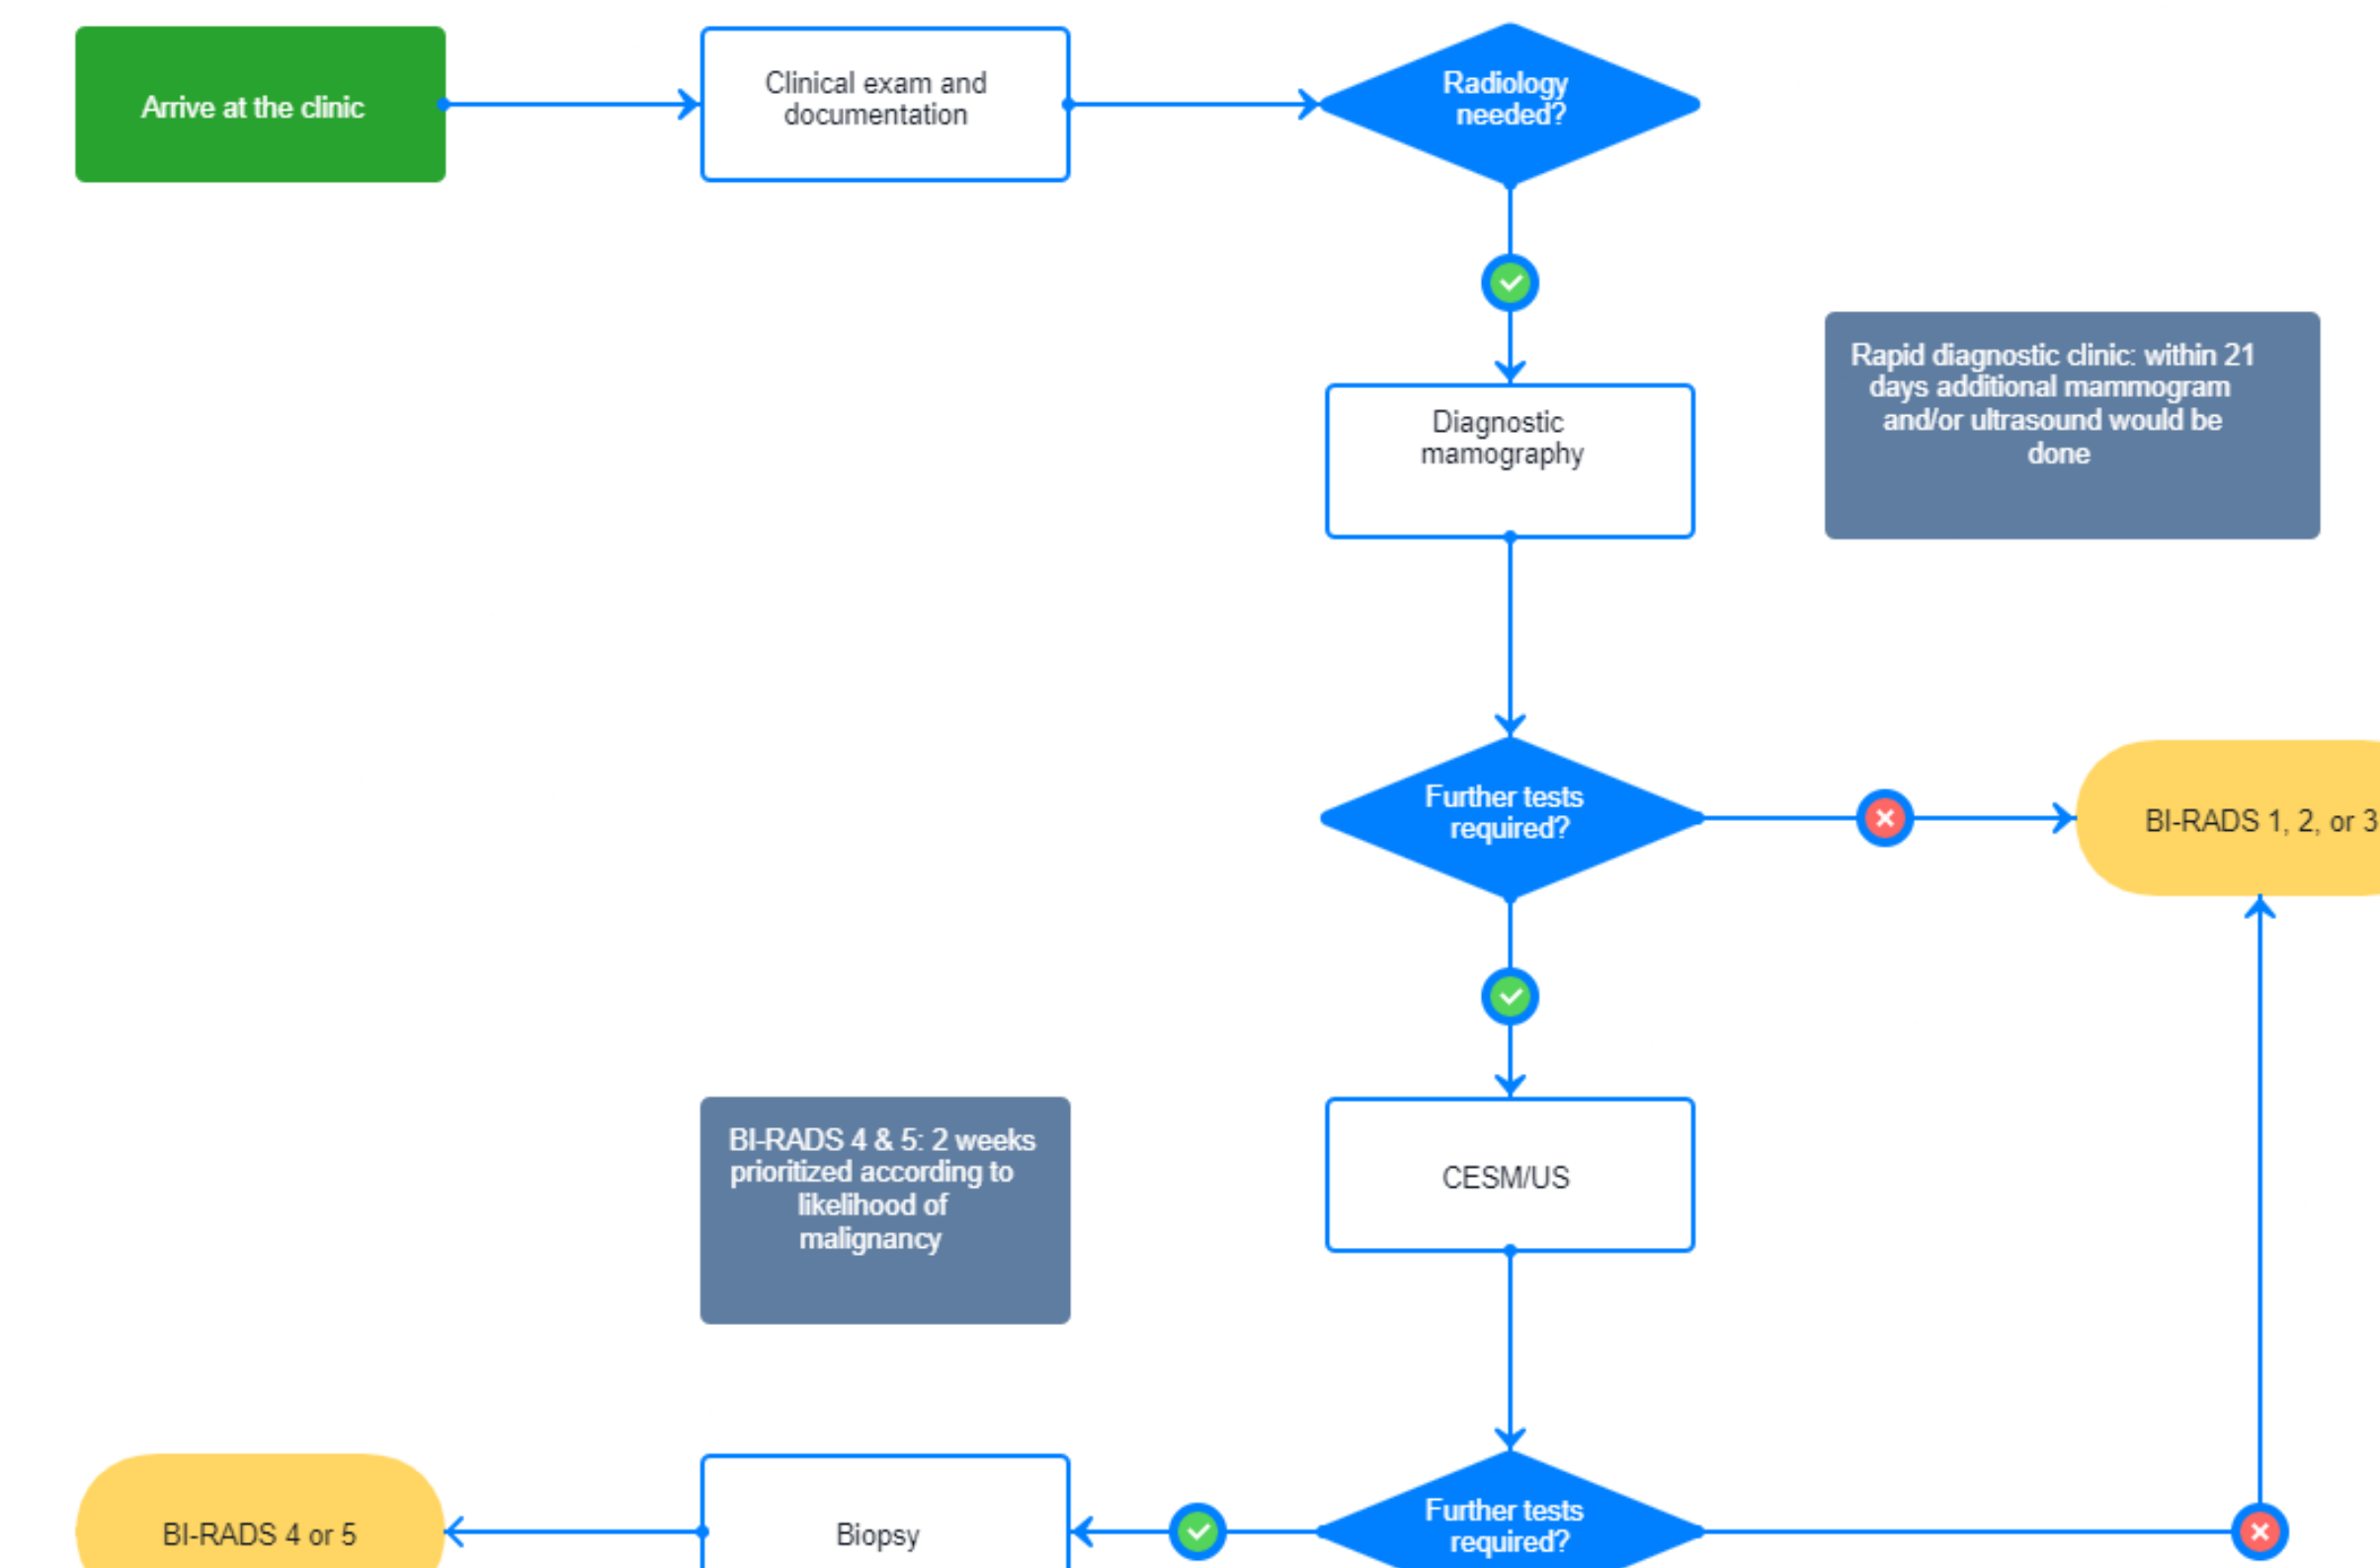 Arrive at the clinic
Clinical exam and
documentation
Radiology
needed?
Diagnostic
mamography
Rapid diagnostic clinic: within 21
days additional mammogram
and/or ultrasound would be
done
Further tests
required?
BI-RADS 1, 2, or 3
BI-RADS 4 & 5: 2 weeks
prioritized according to
likelihood of
malignancy
CESM/US
BI-RADS 4 or 5
Biopsy
Further tests
required?